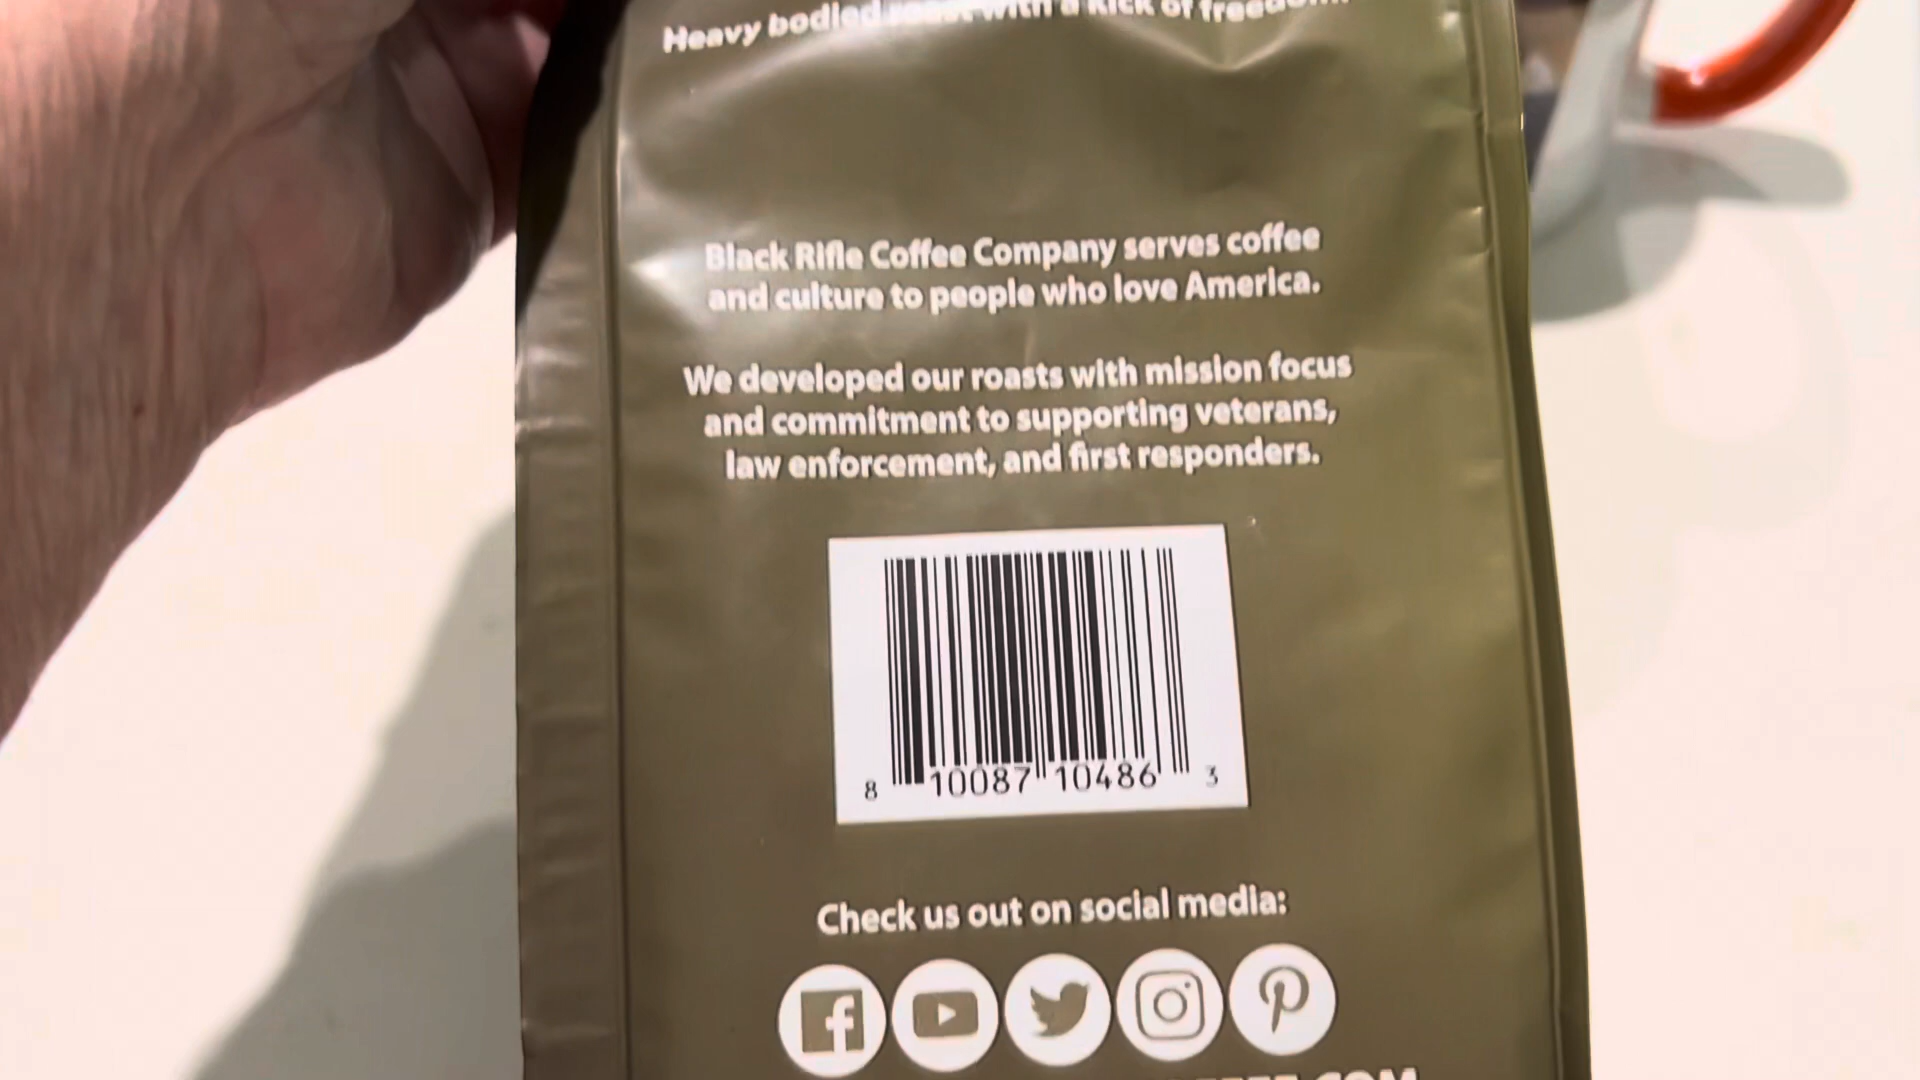 Heavy bodied roast with a kick of freedom.
Black Rifle Coffee Company serves coffee
and culture to people who love America.
We developed our roasts with mission focus
and commitment to supporting veterans,
law enforcement, and first responders.
8 10087 10486 3
Check us out on social media: